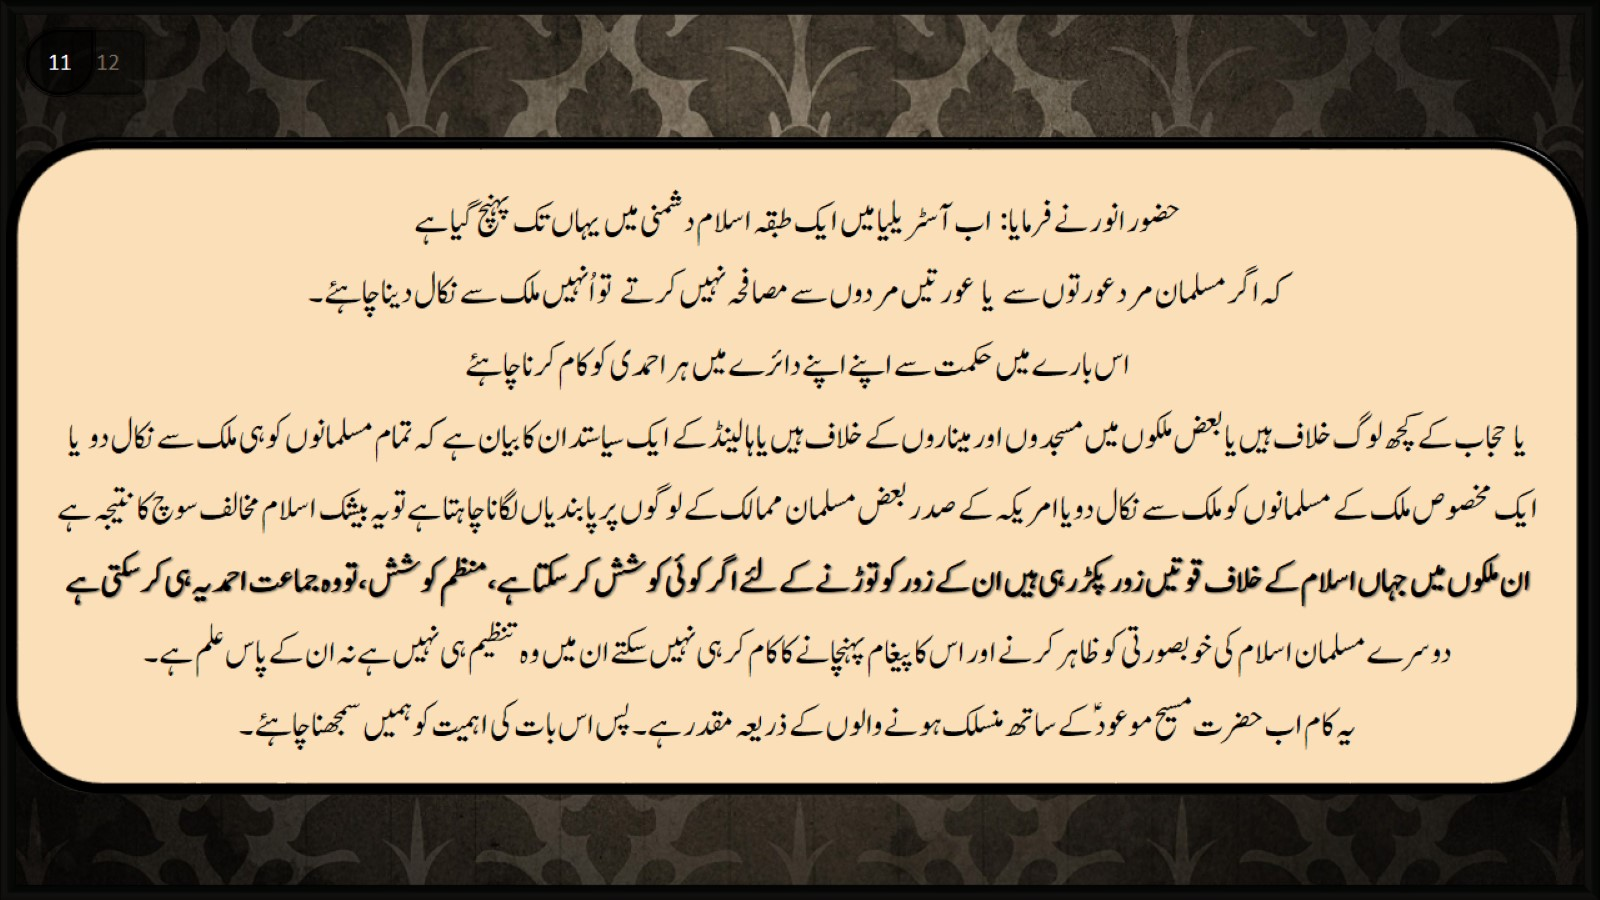 11 12
حضور انور نے فرمایا: اب آسٹریلیا میں ایک طبقہ اسلام دشمنی میں یہاں تک پہنچ گیا ہے
کہ اگر مسلمان مرد عورتوں سے یا عورتیں مردوں سے مصافحہ نہیں کرتے تو اُنہیں ملک سے نکال دینا چاہئے۔
اس بارے میں حکمت سے اپنے اپنے دائرے میں ہر احمدی کو کام کرنا چاہئے
یا حجاب کے کچھ لوگ خلاف ہیں یا بعض ملکوں میں مسجدوں اور میناروں کے خلاف ہیں یا ہالینڈ کے ایک سیاستدان کا بیان ہے کہ تمام مسلمانوں کو ہی ملک سے نکال دو یا
ایک مخصوص ملک کے مسلمانوں کو ملک سے نکال دو یا امریکہ کے صدر بعض مسلمان ممالک کے لوگوں پر پابندیاں لگانا چاہتا ہے تو یہ بیشک اسلام مخالف سوچ کا نتیجہ ہے
ان ملکوں میں جہاں اسلام کے خلاف قوتیں زور پکڑ رہی ہیں ان کے زور کو توڑنے کے لئے اگر کوئی کوشش کر سکتا ہے، منظم کوشش، تو وہ جماعت احمدیہ ہی کر سکتی ہے
دوسرے مسلمان اسلام کی خوبصورتی کو ظاہر کرنے اور اس کا پیغام پہنچانے کا کام کر ہی نہیں سکتے ان میں وہ تنظیم ہی نہیں ہے نہ ان کے پاس علم ہے۔
یہ کام اب حضرت مسیح موعودؑ کے ساتھ منسلک ہونے والوں کے ذریعہ مقدر ہے۔ پس اس بات کی اہمیت کو ہمیں سمجھنا چاہئے۔